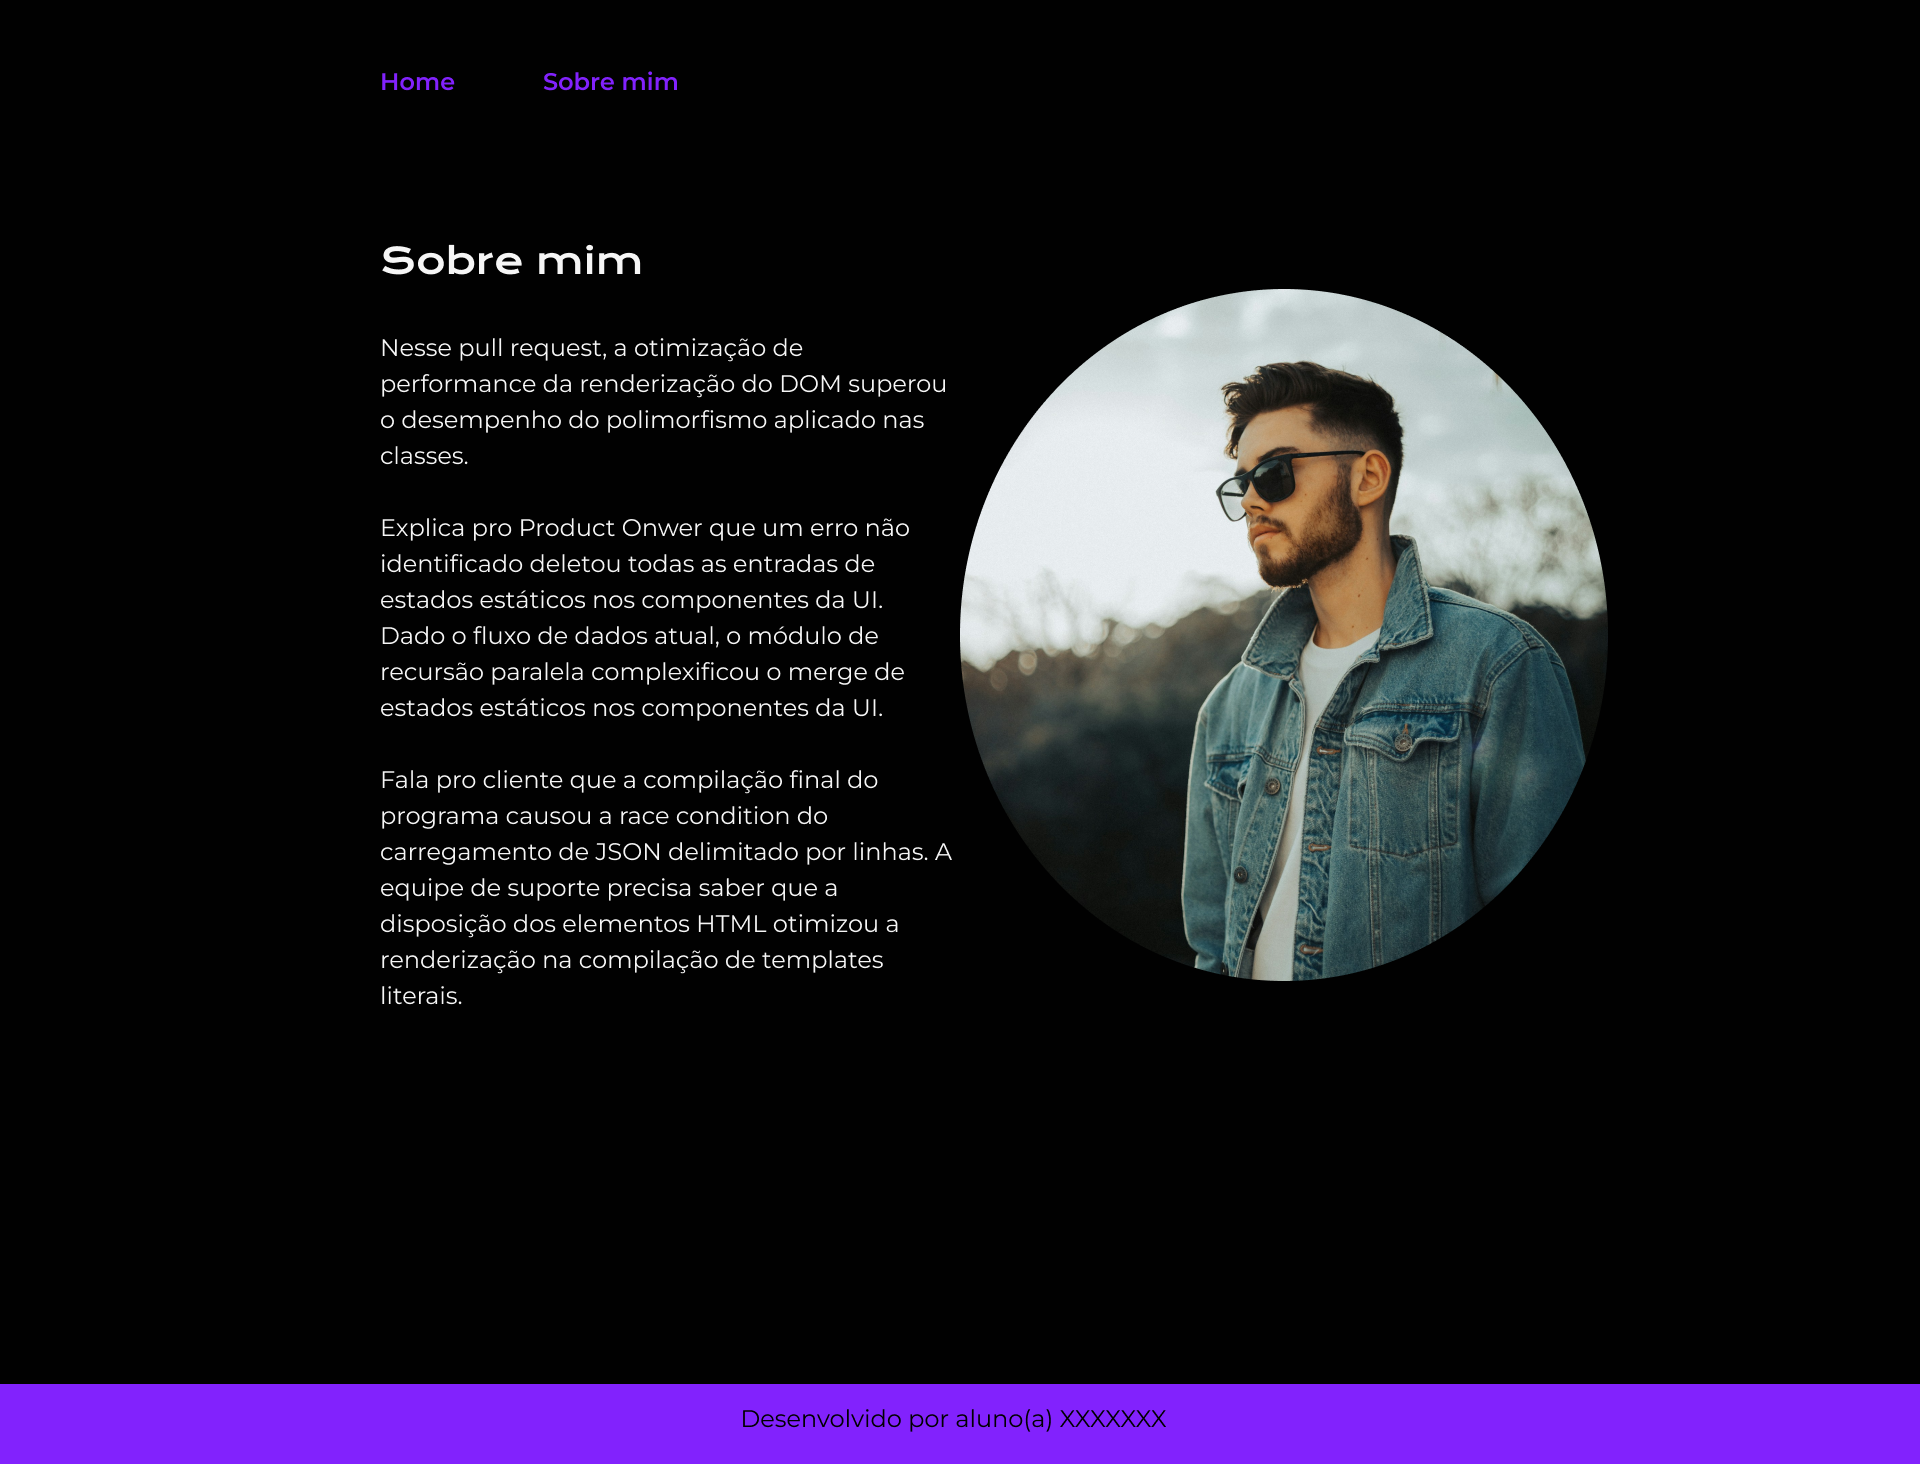 Home Sobre mim
Sobre mim
Nesse pull request, a otimização de
performance da renderização do DOM superou
o desempenho do polimorfismo aplicado nas
classes.
Explica pro Product Onwer que um erro não
identificado deletou todas as entradas de
estados estáticos nos componentes da UI.
Dado o fluxo de dados atual, o módulo de
recursão paralela complexificou o merge de
estados estáticos nos componentes da UI.
Fala pro cliente que a compilação final do
programa causou a race condition do
carregamento de JSON delimitado por linhas. A
equipe de suporte precisa saber que a
disposição dos elementos HTML otimizou a
renderização na compilação de templates
literais.
Desenvolvido por aluno(a) XXXXXXX